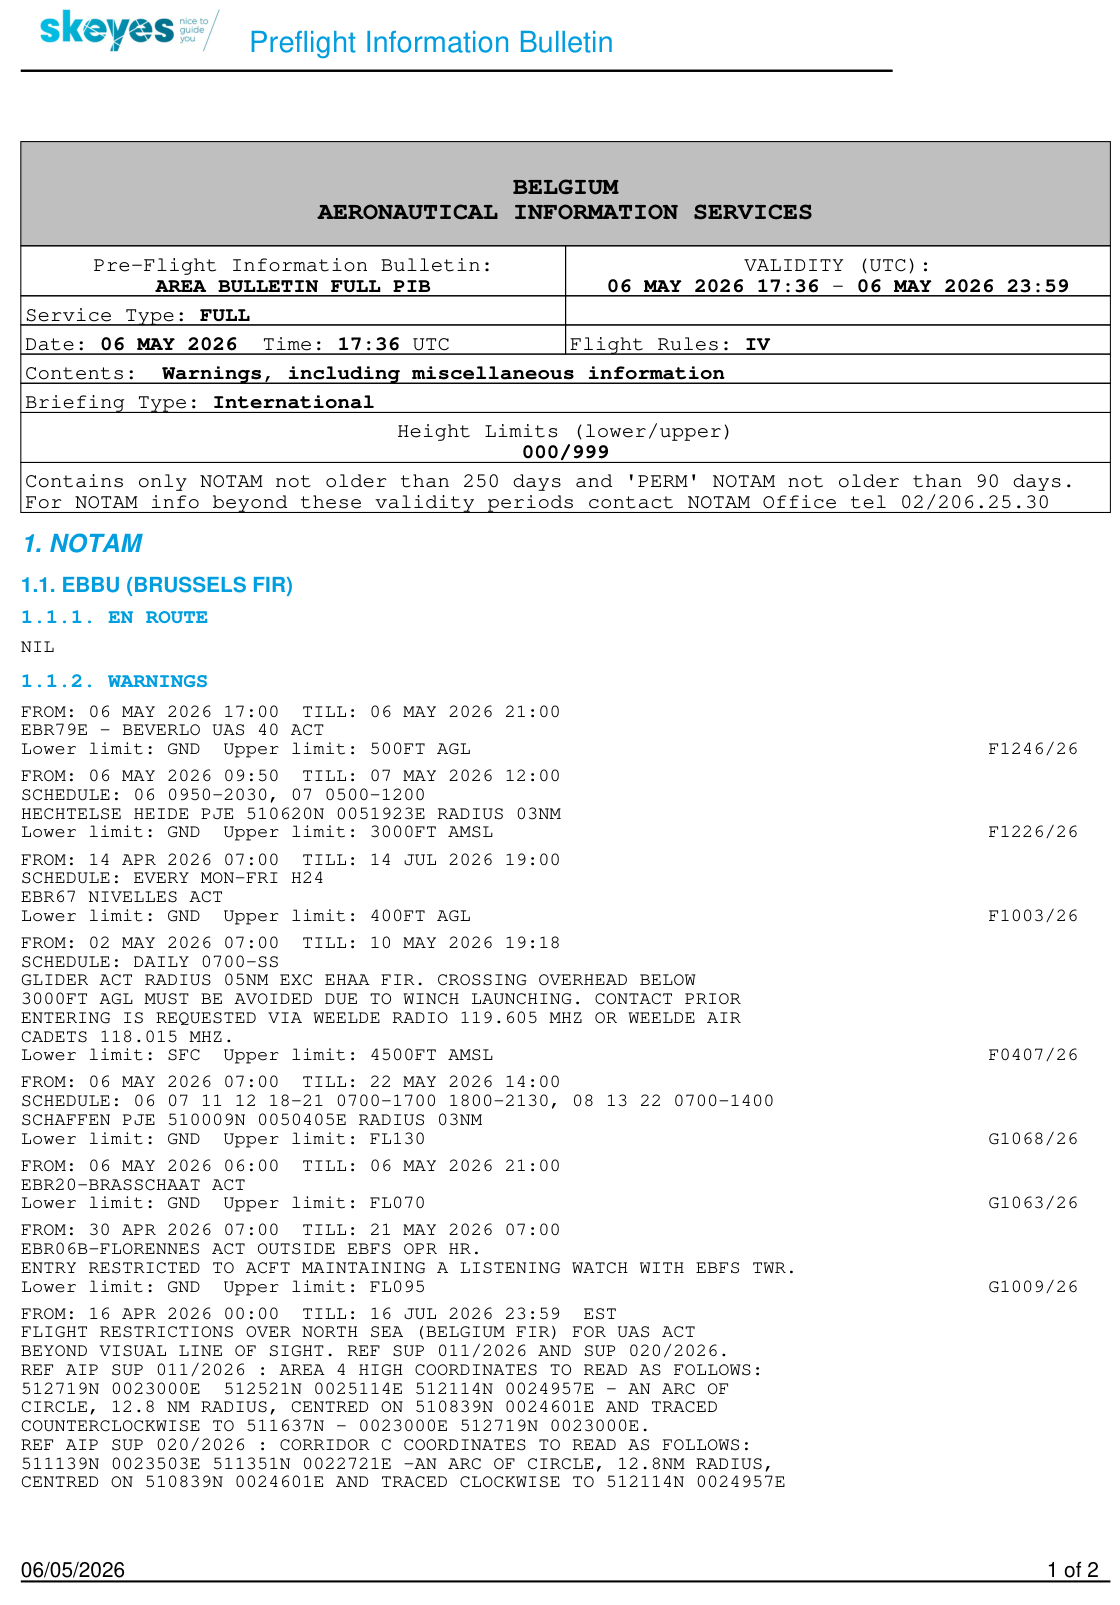 skeyes nice to guide you
Preflight Information Bulletin
BELGIUM
AERONAUTICAL INFORMATION SERVICES
Pre-Flight Information Bulletin:
AREA BULLETIN FULL PIB
VALIDITY (UTC):
06 MAY 2026 17:36 - 06 MAY 2026 23:59
Service Type: FULL
Date: 06 MAY 2026  Time: 17:36 UTC
Flight Rules: IV
Contents:  Warnings, including miscellaneous information
Briefing Type: International
Height Limits (lower/upper)
000/999
Contains only NOTAM not older than 250 days and 'PERM' NOTAM not older than 90 days.
For NOTAM info beyond these validity periods contact NOTAM Office tel 02/206.25.30
1. NOTAM
1.1. EBBU (BRUSSELS FIR)
1.1.1. EN ROUTE
NIL
1.1.2. WARNINGS
FROM: 06 MAY 2026 17:00  TILL: 06 MAY 2026 21:00
EBR79E - BEVERLO UAS 40 ACT
Lower limit: GND  Upper limit: 500FT AGL F1246/26
FROM: 06 MAY 2026 09:50  TILL: 07 MAY 2026 12:00
SCHEDULE: 06 0950-2030, 07 0500-1200
HECHTELSE HEIDE PJE 510620N 0051923E RADIUS 03NM
Lower limit: GND  Upper limit: 3000FT AMSL F1226/26
FROM: 14 APR 2026 07:00  TILL: 14 JUL 2026 19:00
SCHEDULE: EVERY MON-FRI H24
EBR67 NIVELLES ACT
Lower limit: GND  Upper limit: 400FT AGL F1003/26
FROM: 02 MAY 2026 07:00  TILL: 10 MAY 2026 19:18
SCHEDULE: DAILY 0700-SS
GLIDER ACT RADIUS 05NM EXC EHAA FIR. CROSSING OVERHEAD BELOW
3000FT AGL MUST BE AVOIDED DUE TO WINCH LAUNCHING. CONTACT PRIOR
ENTERING IS REQUESTED VIA WEELDE RADIO 119.605 MHZ OR WEELDE AIR
CADETS 118.015 MHZ.
Lower limit: SFC  Upper limit: 4500FT AMSL F0407/26
FROM: 06 MAY 2026 07:00  TILL: 22 MAY 2026 14:00
SCHEDULE: 06 07 11 12 18-21 0700-1700 1800-2130, 08 13 22 0700-1400
SCHAFFEN PJE 510009N 0050405E RADIUS 03NM
Lower limit: GND  Upper limit: FL130 G1068/26
FROM: 06 MAY 2026 06:00  TILL: 06 MAY 2026 21:00
EBR20-BRASSCHAAT ACT
Lower limit: GND  Upper limit: FL070 G1063/26
FROM: 30 APR 2026 07:00  TILL: 21 MAY 2026 07:00
EBR06B-FLORENNES ACT OUTSIDE EBFS OPR HR.
ENTRY RESTRICTED TO ACFT MAINTAINING A LISTENING WATCH WITH EBFS TWR.
Lower limit: GND  Upper limit: FL095 G1009/26
FROM: 16 APR 2026 00:00  TILL: 16 JUL 2026 23:59  EST
FLIGHT RESTRICTIONS OVER NORTH SEA (BELGIUM FIR) FOR UAS ACT
BEYOND VISUAL LINE OF SIGHT. REF SUP 011/2026 AND SUP 020/2026.
REF AIP SUP 011/2026 : AREA 4 HIGH COORDINATES TO READ AS FOLLOWS:
512719N 0023000E  512521N 0025114E 512114N 0024957E - AN ARC OF
CIRCLE, 12.8 NM RADIUS, CENTRED ON 510839N 0024601E AND TRACED
COUNTERCLOCKWISE TO 511637N - 0023000E 512719N 0023000E.
REF AIP SUP 020/2026 : CORRIDOR C COORDINATES TO READ AS FOLLOWS:
511139N 0023503E 511351N 0022721E -AN ARC OF CIRCLE, 12.8NM RADIUS,
CENTRED ON 510839N 0024601E AND TRACED CLOCKWISE TO 512114N 0024957E
06/05/2026
1 of 2